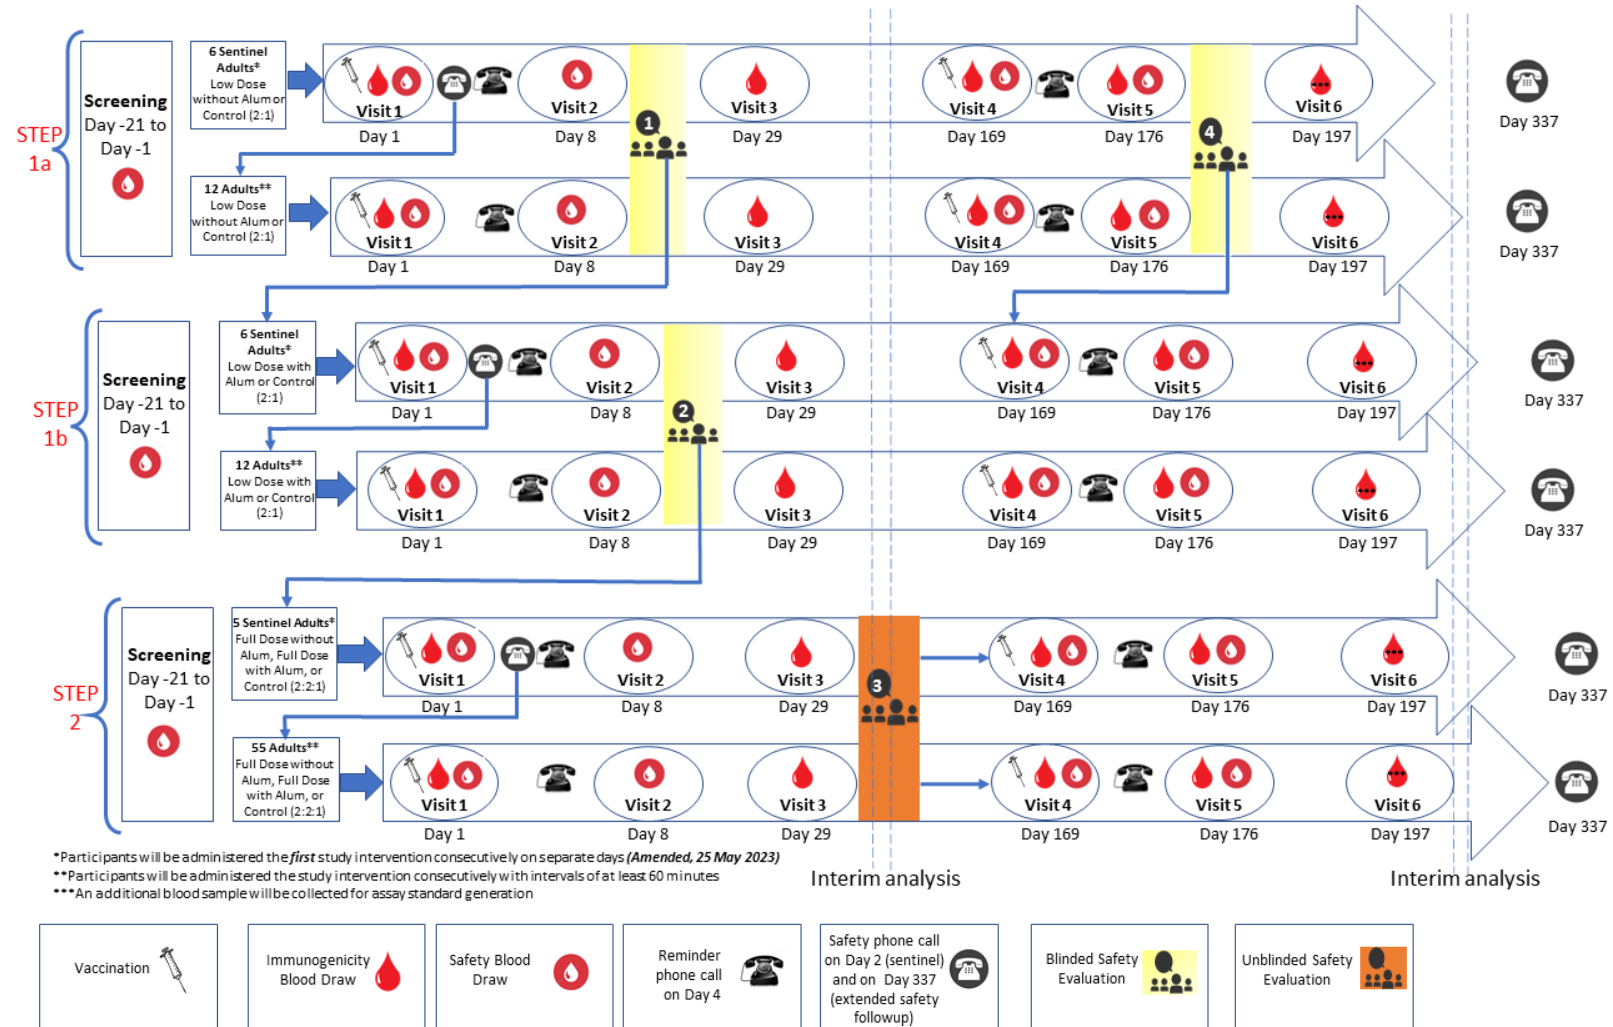 STEP
1a
Screening
Day -21 to
Day -1
6 Sentinel
Adults*
Low Dose
without Alum or
Control (2:1)
Visit 1
Visit 2
1
Visit 3
Visit 4
Visit 5
4
Visit 6
Day 1
Day 8
Day 29
Day 169
Day 176
Day 197
Day 337
12 Adults**
Low Dose
without Alum or
Control (2:1)
Visit 1
Visit 2
Visit 3
Visit 4
Visit 5
Visit 6
Day 1
Day 8
Day 29
Day 169
Day 176
Day 197
Day 337
STEP
1b
Screening
Day -21 to
Day -1
6 Sentinel
Adults*
Low Dose with
Alum or Control
(2:1)
Visit 1
Visit 2
2
Visit 3
Visit 4
Visit 5
Visit 6
Day 1
Day 8
Day 29
Day 169
Day 176
Day 197
Day 337
12 Adults**
Low Dose with
Alum or Control
(2:1)
Visit 1
Visit 2
Visit 3
Visit 4
Visit 5
Visit 6
Day 1
Day 8
Day 29
Day 169
Day 176
Day 197
Day 337
STEP
2
Screening
Day -21 to
Day -1
5 Sentinel Adults*
Full Dose without
Alum, Full Dose
with Alum, or
Control (2:2:1)
Visit 1
Visit 2
Visit 3
3
Visit 4
Visit 5
Visit 6
Day 1
Day 8
Day 29
Day 169
Day 176
Day 197
Day 337
55 Adults**
Full Dose without
Alum, Full Dose
with Alum, or
Control (2:2:1)
Visit 1
Visit 2
Visit 3
Visit 4
Visit 5
Visit 6
Day 1
Day 8
Day 29
Day 169
Day 176
Day 197
Day 337
*Participants will be administered the first study intervention consecutively on separate days (Amended, 25 May 2023)
**Participants will be administered the study intervention consecutively with intervals of at least 60 minutes
***An additional blood sample will be collected for assay standard generation
Interim analysis
Interim analysis
Vaccination
Immunogenicity
Blood Draw
Safety Blood
Draw
Reminder
phone call
on Day 4
Safety phone call
on Day 2 (sentinel)
and on Day 337
(extended safety
followup)
Blinded Safety
Evaluation
Unblinded Safety
Evaluation